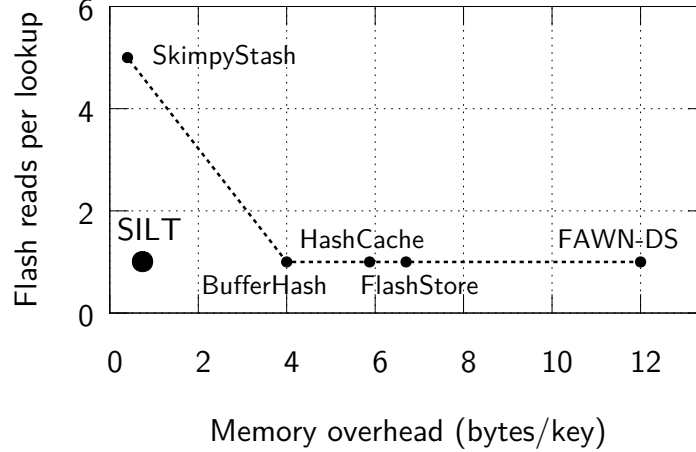 6
SkimpyStash
4
Flash reads per lookup
2
SILT
HashCache
FAWN-DS
BufferHash
FlashStore
0
0 2 4 6 8 10 12
Memory overhead (bytes/key)